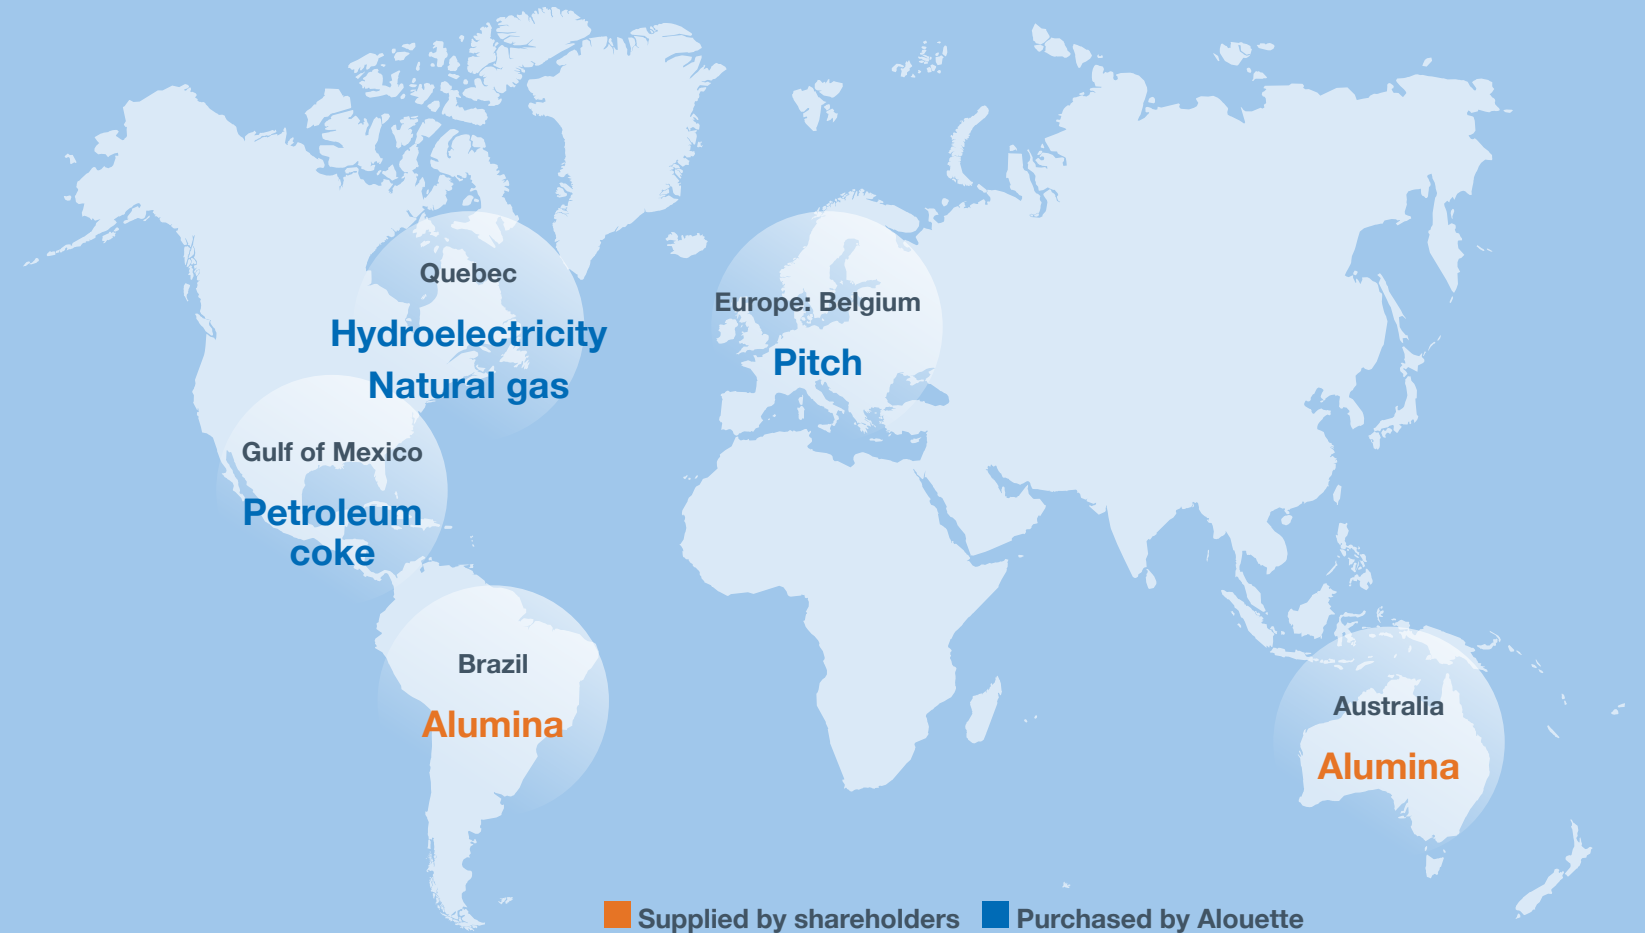 Quebec
Hydroelectricity
Natural gas
Europe: Belgium
Pitch
Gulf of Mexico
Petroleum
coke
Brazil
Alumina
Australia
Alumina
Supplied by shareholders
Purchased by Alouette